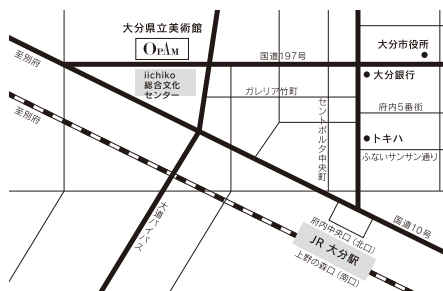 大分県立美術館
OPAM
至別府
国道197号
大分市役所
iichiko
総合文化
センター
大分銀行
ガレリア竹町
至別府
府内5番街
セントポルタ中央町
トキハ
ふないサンサン通り
大道バイパス
府内中央口(北口)
国道10号
JR 大分駅
上野の森口(南口)